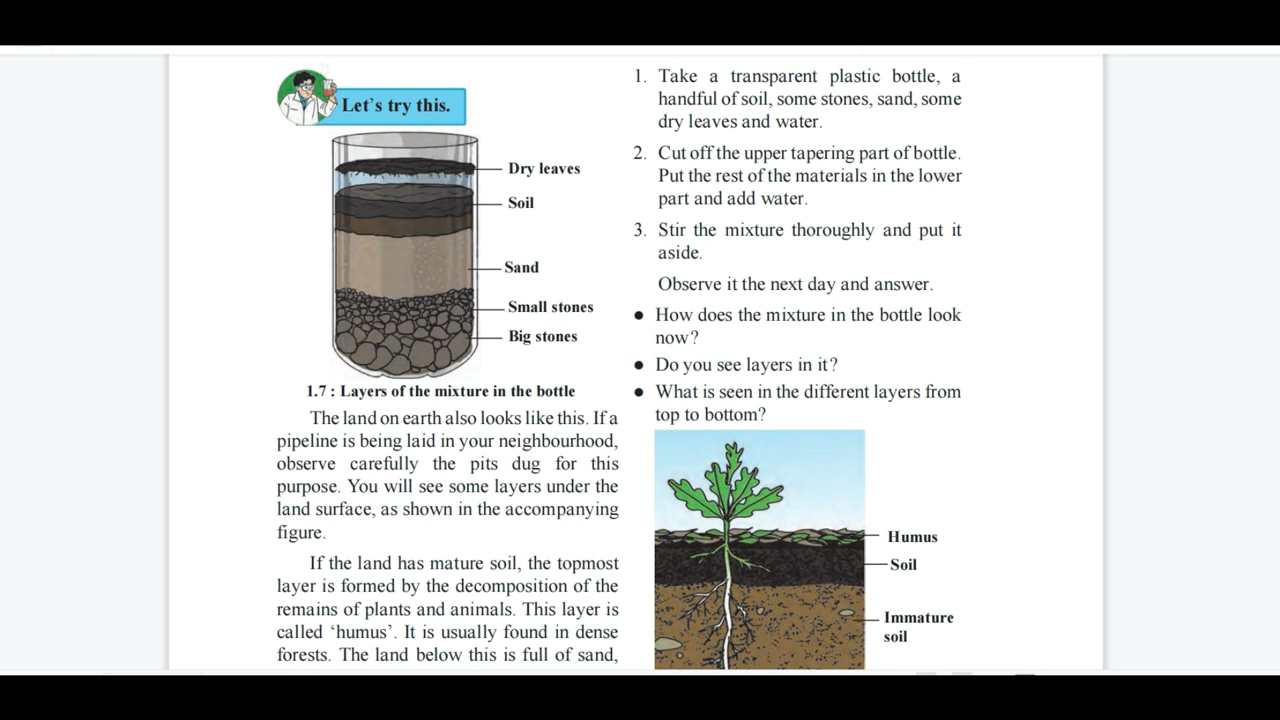 Let's try this.
Dry leaves
Soil
Sand
Small stones
Big stones
1.7 : Layers of the mixture in the bottle
The land on earth also looks like this. If a
pipeline is being laid in your neighbourhood,
observe carefully the pits dug for this
purpose. You will see some layers under the
land surface, as shown in the accompanying
figure.
If the land has mature soil, the topmost
layer is formed by the decomposition of the
remains of plants and animals. This layer is
called ‘humus’. It is usually found in dense
forests. The land below this is full of sand,
1. Take a transparent plastic bottle, a
handful of soil, some stones, sand, some
dry leaves and water.
2. Cut off the upper tapering part of bottle.
Put the rest of the materials in the lower
part and add water.
3. Stir the mixture thoroughly and put it
aside.
Observe it the next day and answer.
● How does the mixture in the bottle look
now?
● Do you see layers in it?
● What is seen in the different layers from
top to bottom?
Humus
Soil
Immature
soil